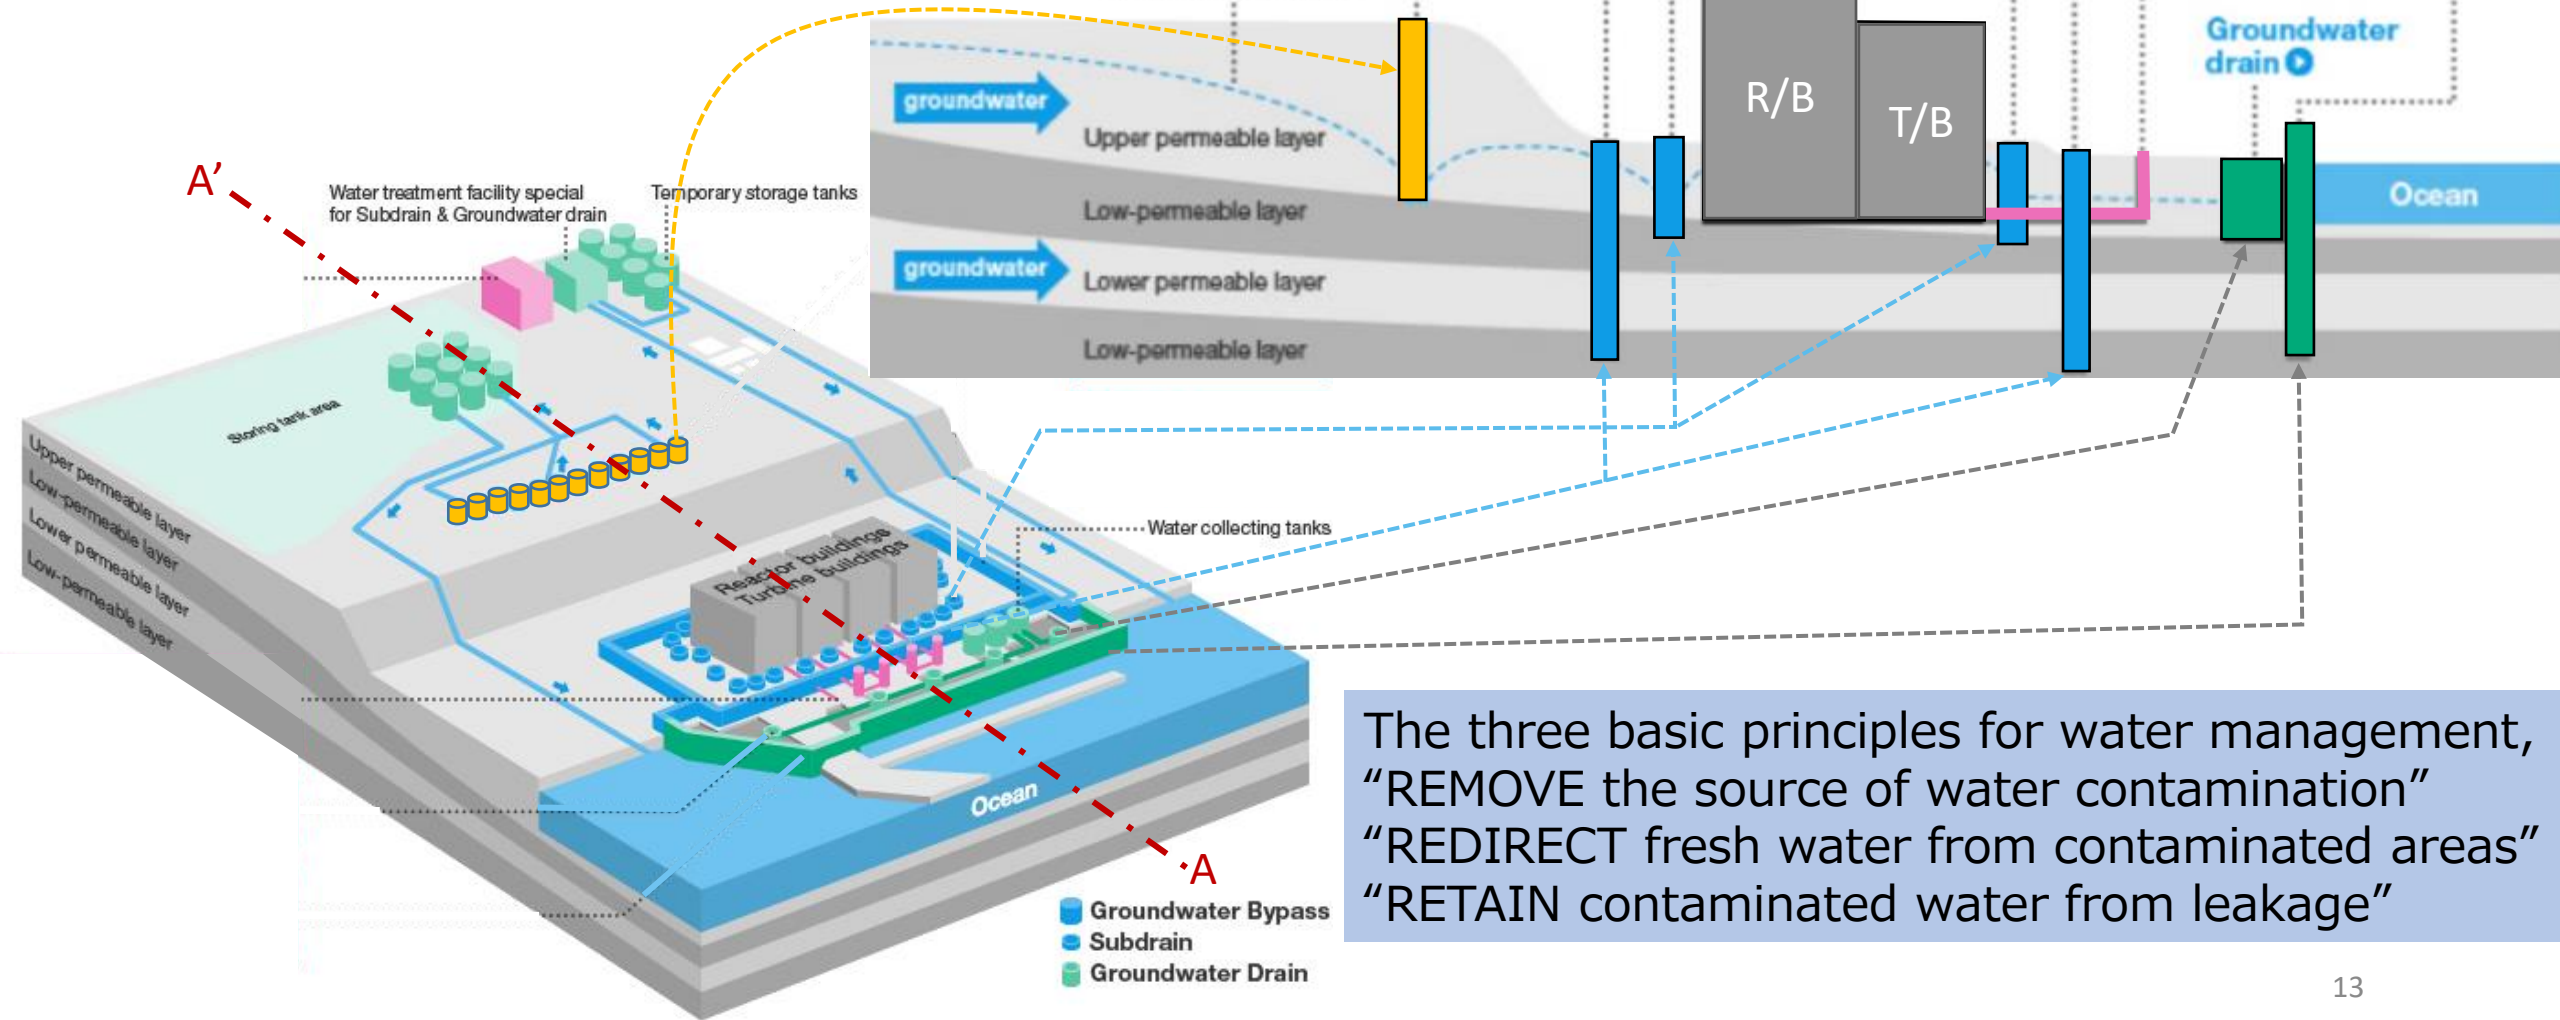 Groundwater
drain
R/B
T/B
groundwater
Upper permeable layer
Low-permeable layer
groundwater
Lower permeable layer
Low-permeable layer
Ocean
A’
Water treatment facility special
for Subdrain & Groundwater drain
Temporary storage tanks
Storing tank area
Upper permeable layer
Low-permeable layer
Lower permeable layer
Low-permeable layer
Reactor buildings
Turbine buildings
Water collecting tanks
Ocean
A
Groundwater Bypass
Subdrain
Groundwater Drain
The three basic principles for water management,
“REMOVE the source of water contamination”
“REDIRECT fresh water from contaminated areas”
“RETAIN contaminated water from leakage”
13